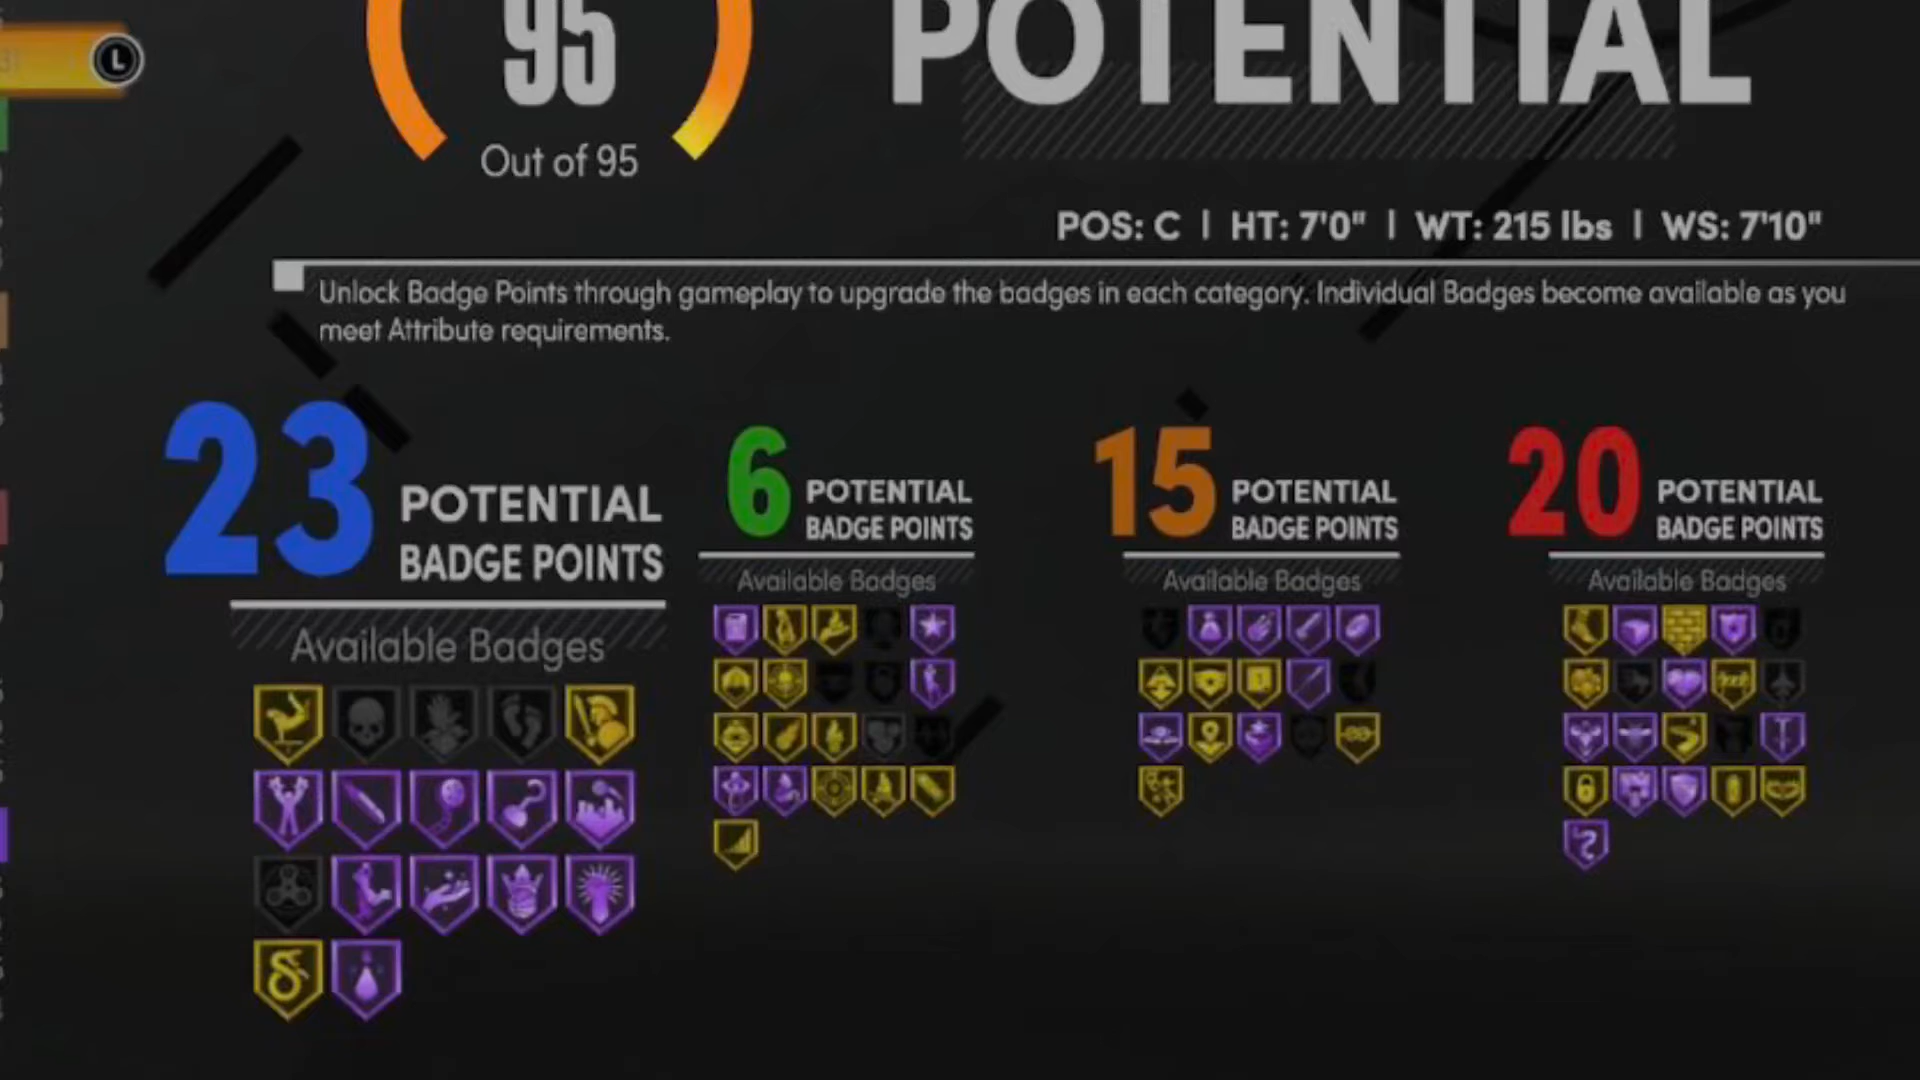 95
Out of 95
POTENTIAL
L
POS: C | HT: 7'0" | WT: 215 lbs | WS: 7'10"
Unlock Badge Points through gameplay to upgrade the badges in each category. Individual Badges become available as you
meet Attribute requirements.
23 POTENTIAL
BADGE POINTS
Available Badges
6 POTENTIAL
BADGE POINTS
Available Badges
15 POTENTIAL
BADGE POINTS
Available Badges
20 POTENTIAL
BADGE POINTS
Available Badges